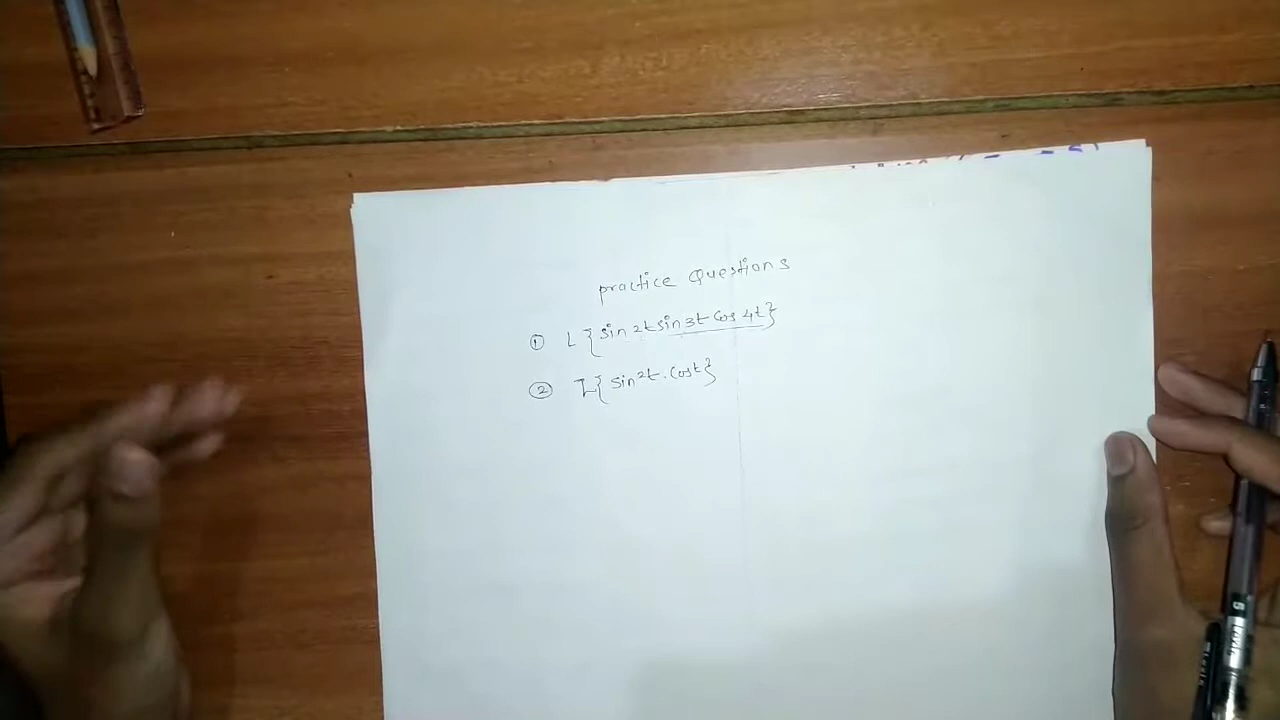 practice Questions
① L{sin 2t sin 3t Cos 4t}
② L{sin²t. Cost}